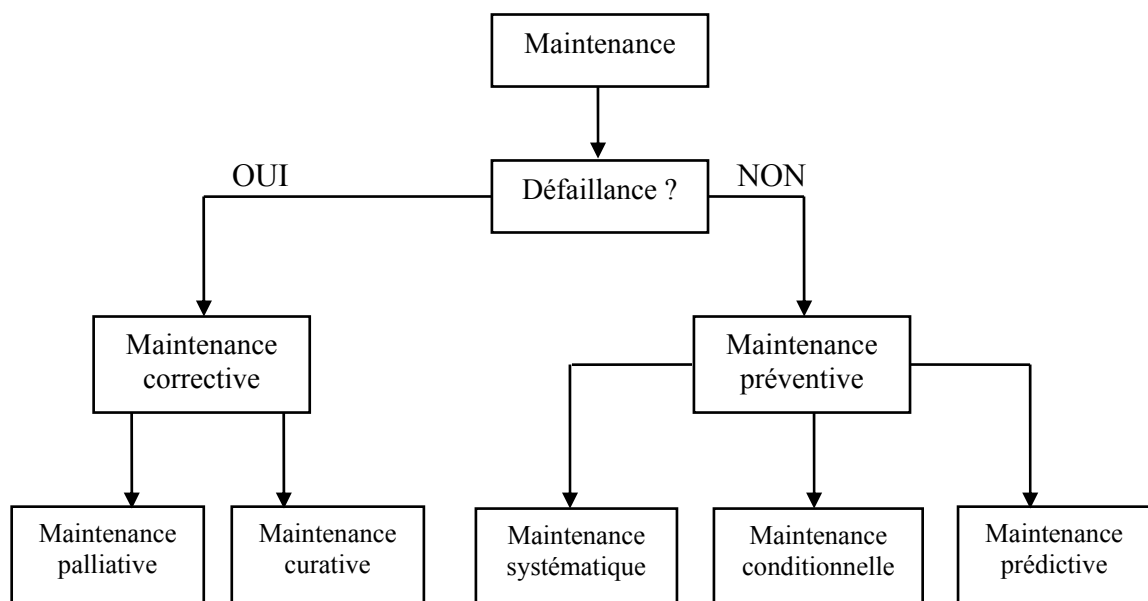 Maintenance
Défaillance ?
OUI
NON
Maintenance
corrective
Maintenance
préventive
Maintenance
palliative
Maintenance
curative
Maintenance
systématique
Maintenance
conditionnelle
Maintenance
prédictive